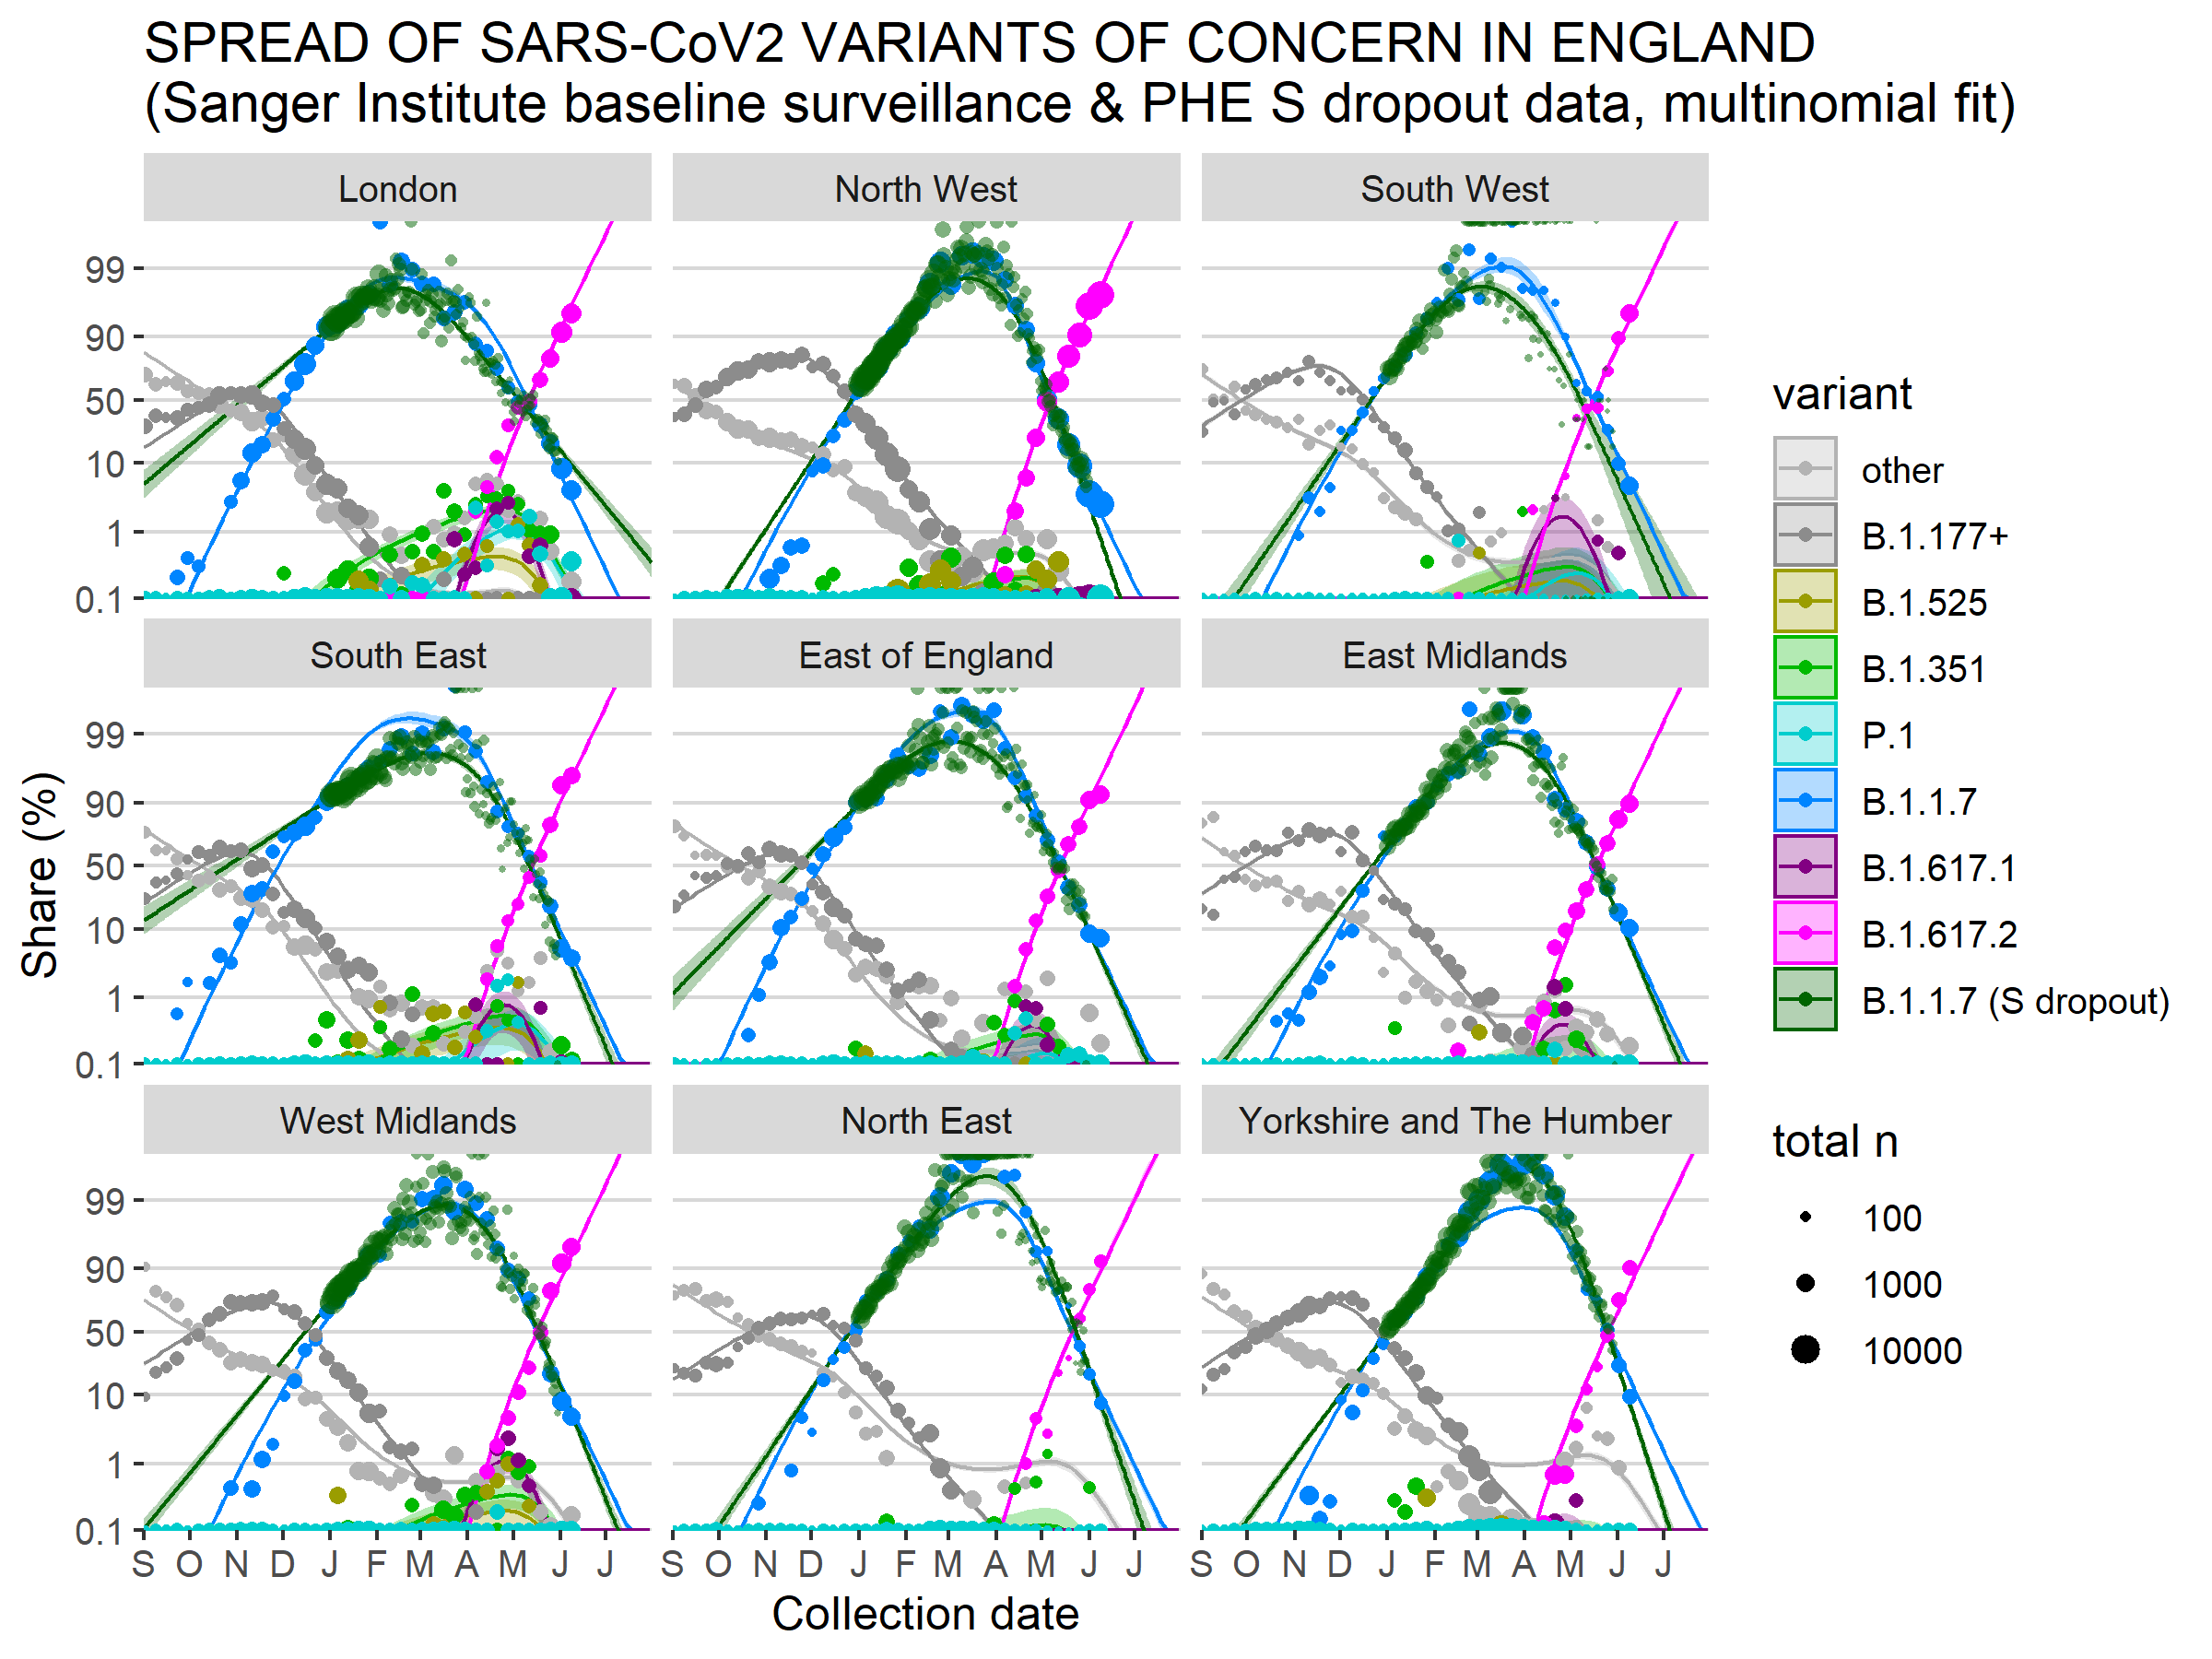 SPREAD OF SARS-CoV2 VARIANTS OF CONCERN IN ENGLAND
(Sanger Institute baseline surveillance & PHE S dropout data, multinomial fit)
London
North West
South West
99
90
50
10
1
0.1
South East
East of England
East Midlands
99
90
50
10
1
0.1
West Midlands
North East
Yorkshire and The Humber
99
90
50
10
1
0.1
S O N D J F M A M J J
S O N D J F M A M J J
S O N D J F M A M J J
Share (%)
Collection date
variant
other
B.1.177+
B.1.525
B.1.351
P.1
B.1.1.7
B.1.617.1
B.1.617.2
B.1.1.7 (S dropout)
total n
100
1000
10000